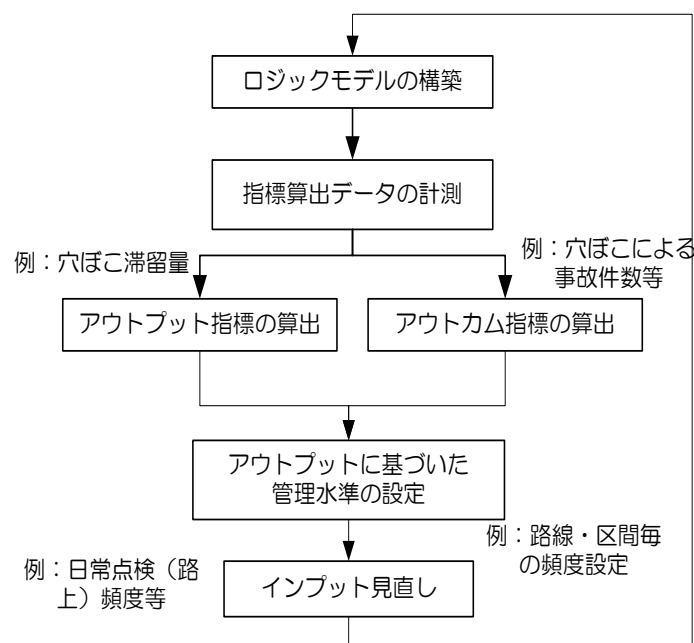 ロジックモデルの構築
指標算出データの計測
例：穴ぼこ滞留量
例：穴ぼこによる
事故件数等
アウトプット指標の算出
アウトカム指標の算出
アウトプットに基づいた
管理水準の設定
例：路線・区間毎
の頻度設定
例：日常点検（路
上）頻度等
インプット見直し